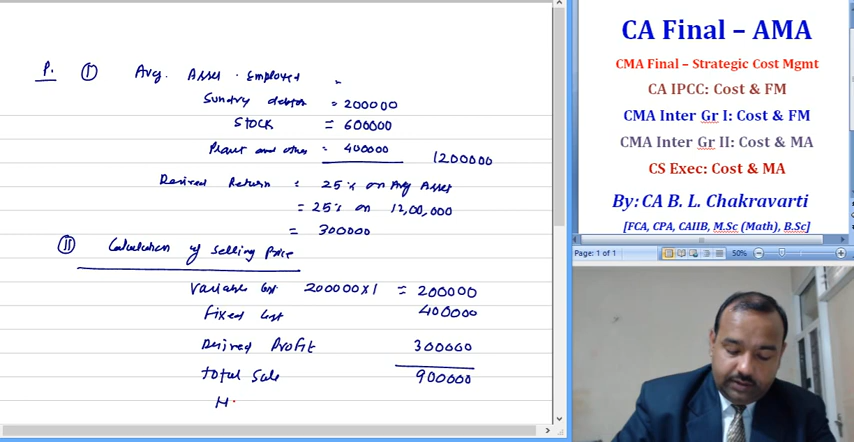 P. I Avg. Asset Employed =
Sundry debtor = 200000
STOCK = 600000
Plant and other = 400000 1200000
Desired Return = 25% on Avg Asset
= 25% on 12,00,000
= 300000
II Calculation of Selling Price
Variable Cost 200000 x 1 = 200000
Fixed Cost 400000
Desired Profit 300000
Total Sale 900000
H
CA Final – AMA
CMA Final – Strategic Cost Mgmt
CA IPCC: Cost & FM
CMA Inter Gr I: Cost & FM
CMA Inter Gr II: Cost & MA
CS Exec: Cost & MA
By: CA B. L. Chakravarti
[FCA, CPA, CAIIB, M.Sc (Math), B.Sc]
Page: 1 of 1 50%